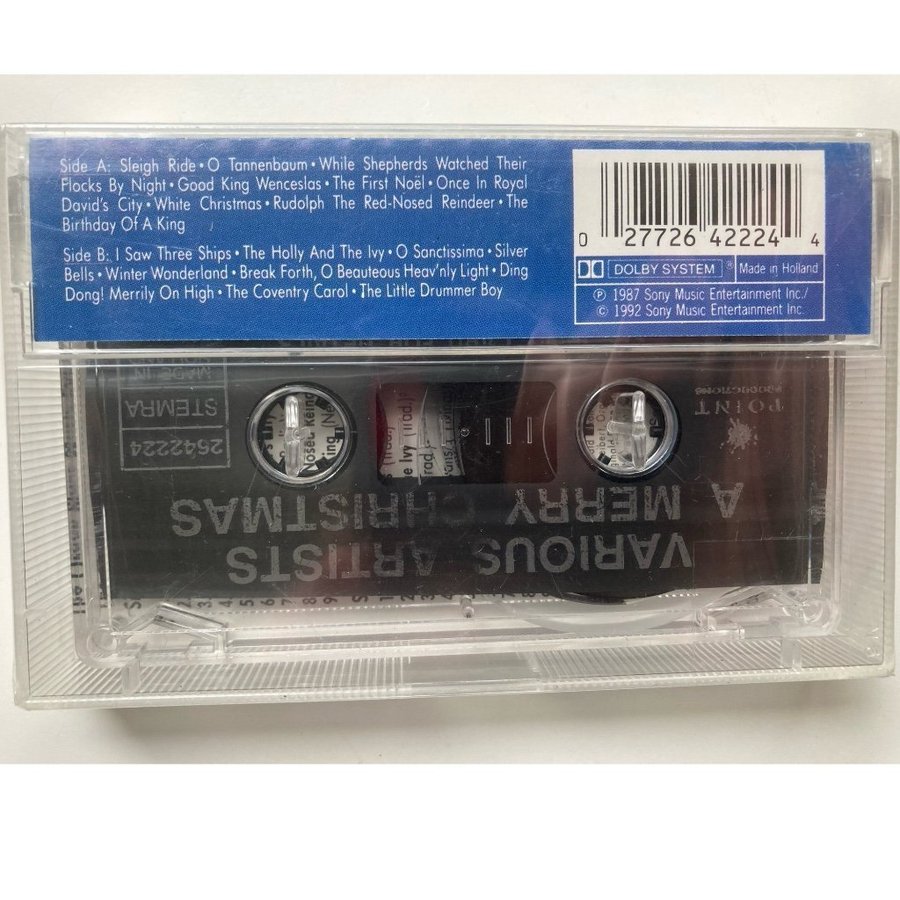 Side A: Sleigh Ride • O Tannenbaum • While Shepherds Watched Their
Flocks By Night • Good King Wenceslas • The First Noël • Once In Royal
David's City • White Christmas • Rudolph The Red-Nosed Reindeer • The
Birthday Of A King
Side B: I Saw Three Ships • The Holly And The Ivy • O Sanctissima • Silver
Bells • Winter Wonderland • Break Forth, O Beauteous Heav'nly Light • Ding
Dong! Merrily On High • The Coventry Carol • The Little Drummer Boy
0 27726 42224 4
DOLBY SYSTEM ® Made in Holland
℗ 1987 Sony Music Entertainment Inc./
© 1992 Sony Music Entertainment Inc.
VARIOUS ARTISTS
A MERRY CHRISTMAS
POINT
PRODUCTIONS
2542224
STEMRA
MADE IN